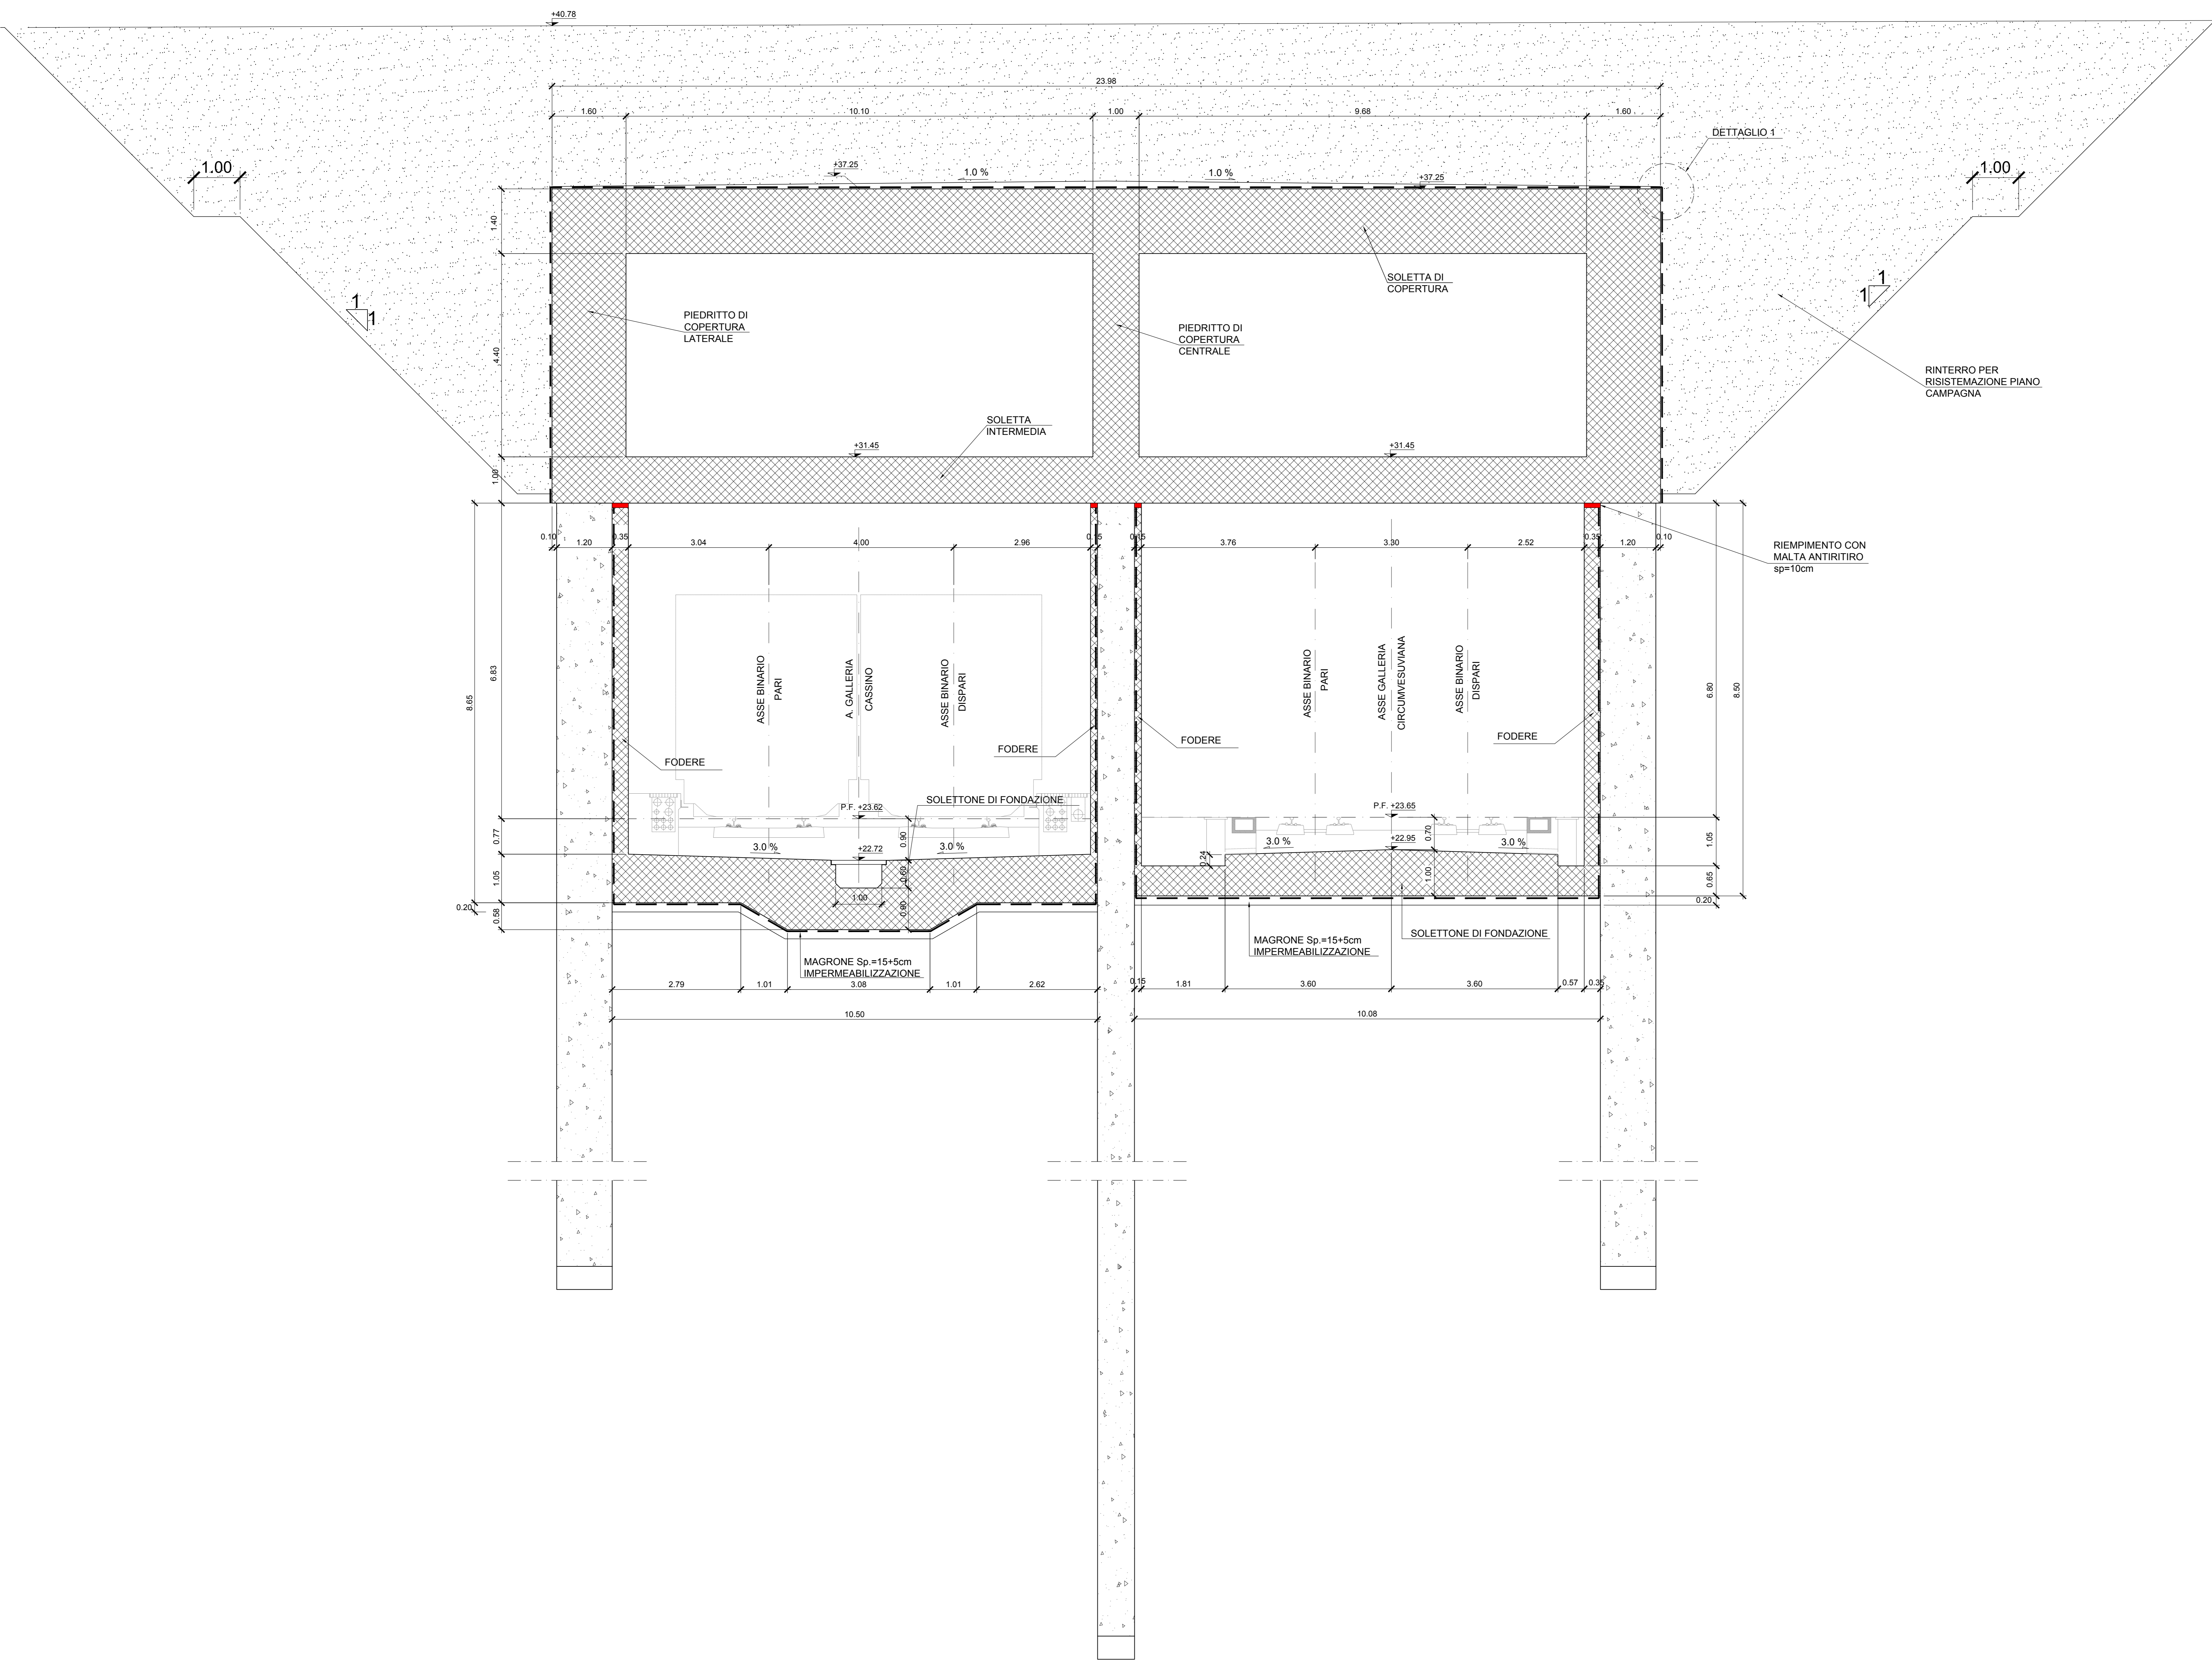 +40.78
23.98
1.60
10.10
1.00
9.68
1.60
DETTAGLIO 1
1.00
1.00
+37.25
1.0 %
1.0 %
+37.25
1.40
SOLETTA DI
COPERTURA
1
1
1
1
PIEDRITTO DI
COPERTURA
LATERALE
PIEDRITTO DI
COPERTURA
CENTRALE
4.40
RINTERRO PER
RISISTEMAZIONE PIANO
CAMPAGNA
SOLETTA
INTERMEDIA
+31.45
+31.45
1.00
0.10
1.20
0.35
3.04
4.00
2.96
0.15
0.15
3.76
3.30
2.52
0.35
1.20
0.10
RIEMPIMENTO CON
MALTA ANTIRITIRO
sp=10cm
8.65
6.83
ASSE BINARIO
PARI
A. GALLERIA
CASSINO
ASSE BINARIO
DISPARI
ASSE BINARIO
PARI
ASSE GALLERIA
CIRCUMVESUVIANA
ASSE BINARIO
DISPARI
6.80
8.50
FODERE
FODERE
FODERE
FODERE
SOLETTONE DI FONDAZIONE
P.F. +23.62
P.F. +23.65
0.77
0.90
0.70
1.05
3.0 %
+22.72
3.0 %
0.24
3.0 %
+22.95
3.0 %
1.05
0.60
1.00
0.65
1.00
0.20
0.58
0.90
0.20
MAGRONE Sp.=15+5cm
IMPERMEABILIZZAZIONE
MAGRONE Sp.=15+5cm
IMPERMEABILIZZAZIONE
SOLETTONE DI FONDAZIONE
2.79
1.01
3.08
1.01
2.62
0.15
1.81
3.60
3.60
0.57
0.35
10.50
10.08